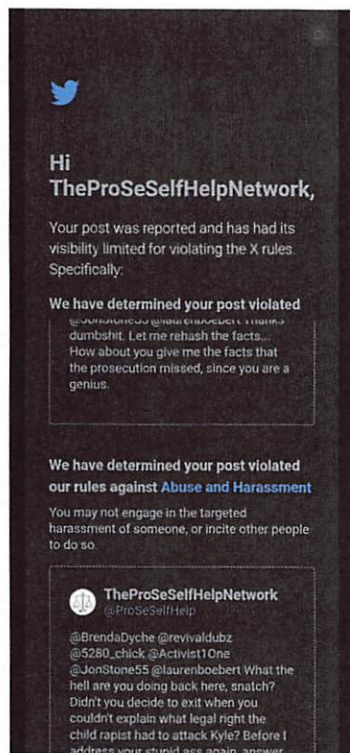 Hi
TheProSeSelfHelpNetwork,
Your post was reported and has had its
visibility limited for violating the X rules.
Specifically:
We have determined your post violated
@JonStone55 @laurenboebert Thanks
dumbshit. Let me rehash the facts...
How about you give me the facts that
the prosecution missed, since you are a
genius.
We have determined your post violated
our rules against Abuse and Harassment
You may not engage in the targeted
harassment of someone, or incite other people
to do so.
TheProSeSelfHelpNetwork
@ProSeSelfHelp
@BrendaDyche @revivaldubz
@5280_chick @Activist1One
@JonStone55 @laurenboebert What the
hell are you doing back here, snatch?
Didn't you decide to exit when you
couldn't explain what legal right the
child rapist had to attack Kyle? Before I
address your stupid ass again, answer